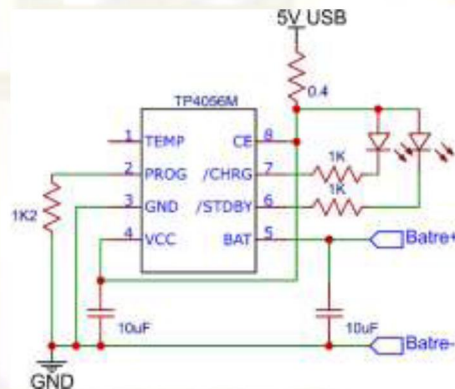 5V USB
0.4
TP4056M
1 TEMP
CE 8
2 PROG
/CHRG 7
1K
3 GND
/STDBY 6
1K
4 VCC
BAT 5
1K2
Batre+
10uF
10uF
Batre-
GND